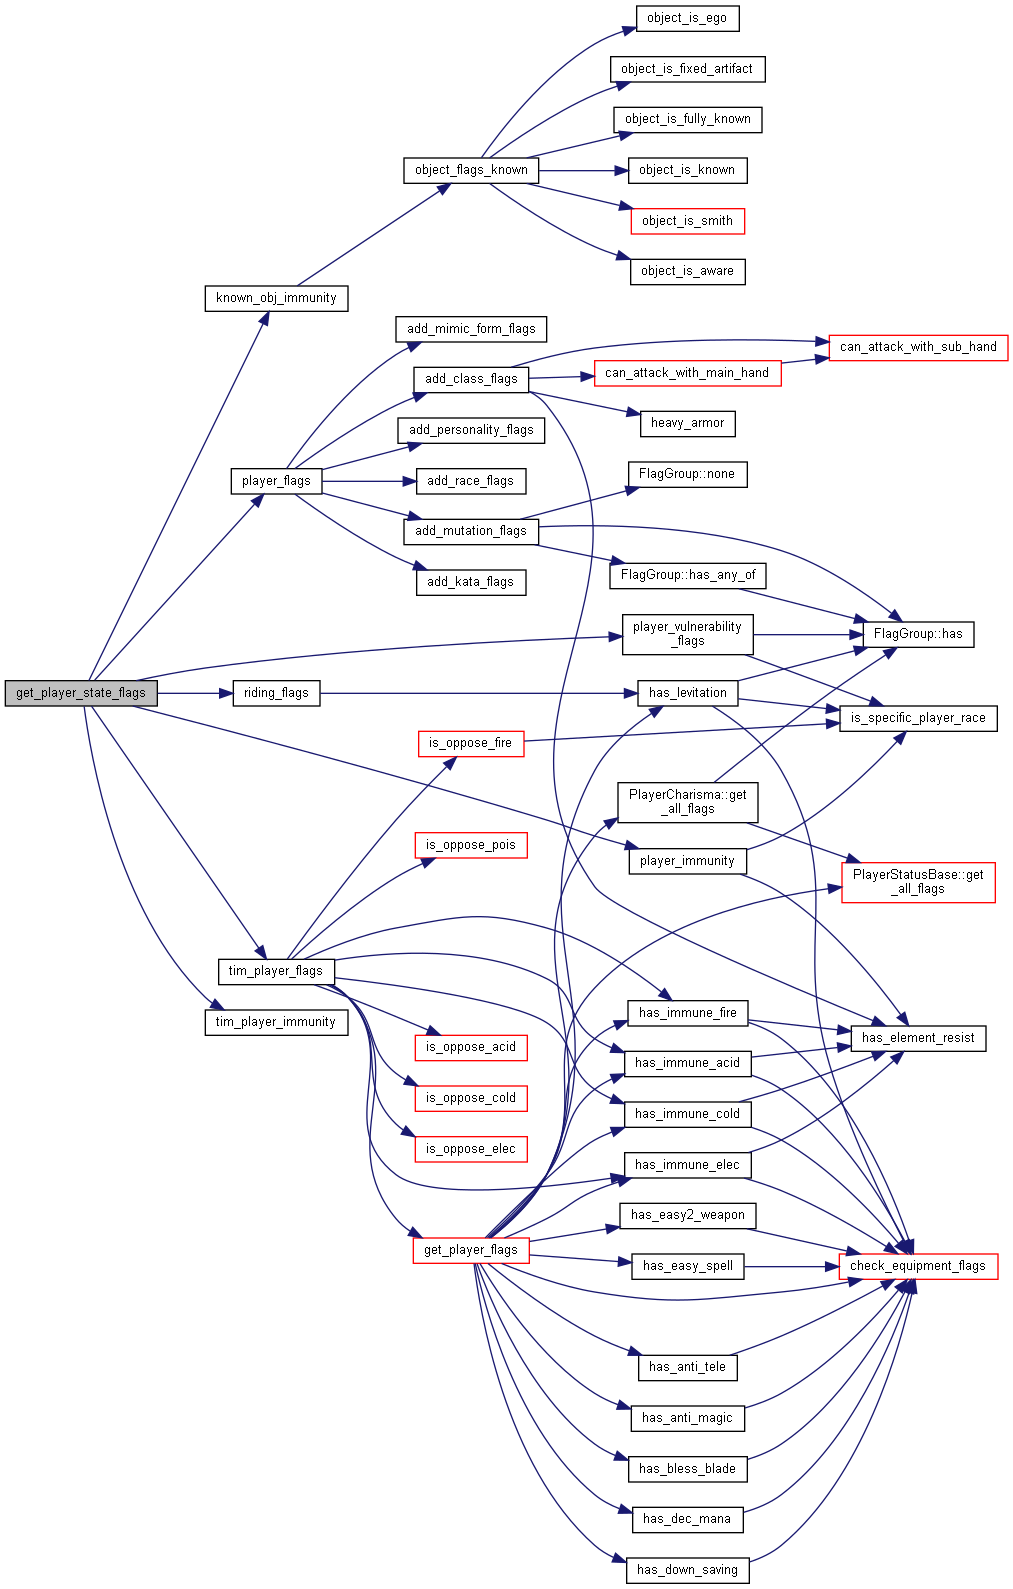 object_is_ego
object_is_fixed_artifact
object_is_fully_known
object_flags_known
object_is_known
object_is_smith
object_is_aware
known_obj_immunity
add_mimic_form_flags
can_attack_with_sub_hand
add_class_flags
can_attack_with_main_hand
heavy_armor
add_personality_flags
player_flags
add_race_flags
FlagGroup::none
add_mutation_flags
add_kata_flags
FlagGroup::has_any_of
player_vulnerability
_flags
FlagGroup::has
get_player_state_flags
riding_flags
has_levitation
is_specific_player_race
is_oppose_fire
PlayerCharisma::get
_all_flags
is_oppose_pois
player_immunity
PlayerStatusBase::get
_all_flags
tim_player_flags
tim_player_immunity
has_immune_fire
is_oppose_acid
has_element_resist
has_immune_acid
is_oppose_cold
has_immune_cold
is_oppose_elec
has_immune_elec
has_easy2_weapon
get_player_flags
has_easy_spell
check_equipment_flags
has_anti_tele
has_anti_magic
has_bless_blade
has_dec_mana
has_down_saving